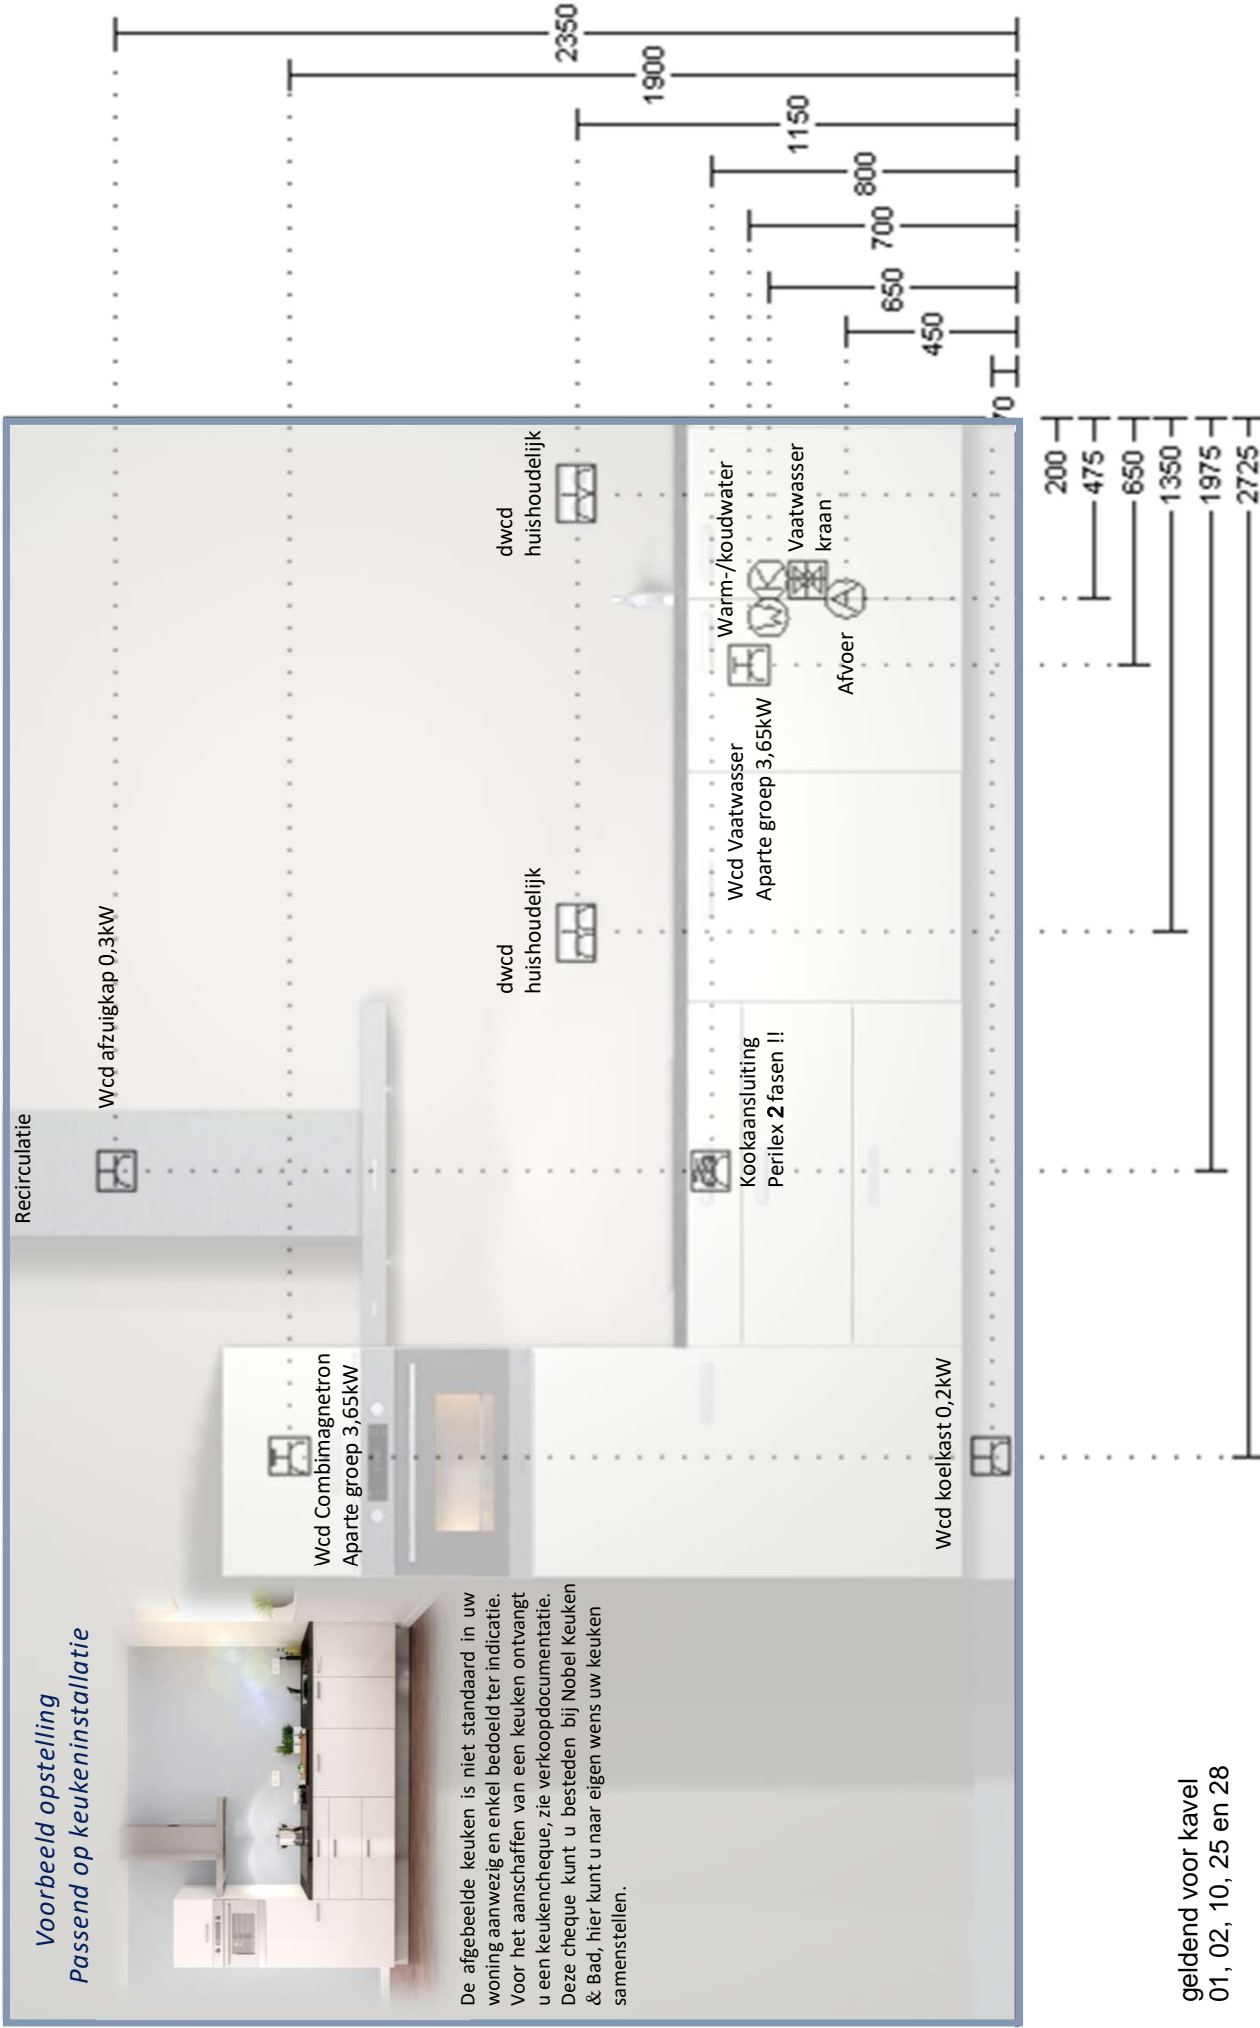 Voorbeeld opstelling
Passend op keukeninstallatie
De afgebeelde keuken is niet standaard in uw
woning aanwezig en enkel bedoeld ter indicatie.
Voor het aanschaffen van een keuken ontvangt
u een keukencheque, zie verkoopdocumentatie.
Deze cheque kunt u besteden bij Nobel Keuken
& Bad, hier kunt u naar eigen wens uw keuken
samenstellen.
Recirculatie
Wcd afzuigkap 0,3kW
Wcd Combimagnetron
Aparte groep 3,65kW
dwcd
huishoudelijk
dwcd
huishoudelijk
Kookaansluiting
Perilex 2 fasen !!
Wcd Vaatwasser
Aparte groep 3,65kW
Warm-/koudwater
W
K
Vaatwasser
kraan
A
Afvoer
Wcd koelkast 0,2kW
2350
1900
1150
800
700
650
450
70
200
475
650
1350
1975
2725
geldend voor kavel
01, 02, 10, 25 en 28